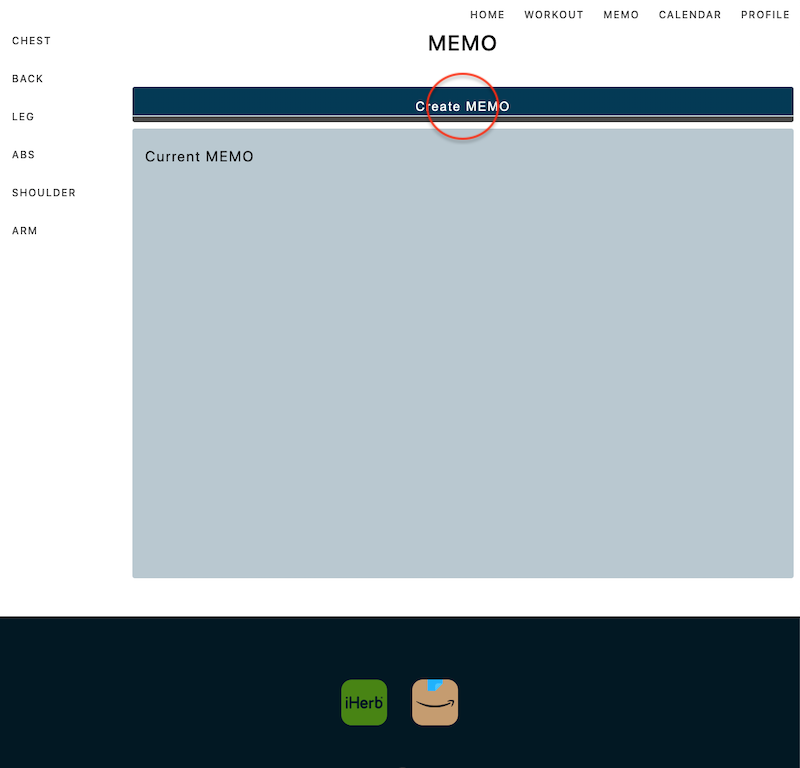 HOME WORKOUT MEMO CALENDAR PROFILE
MEMO
CHEST
BACK
LEG
ABS
SHOULDER
ARM
Create MEMO
Current MEMO
iHerb